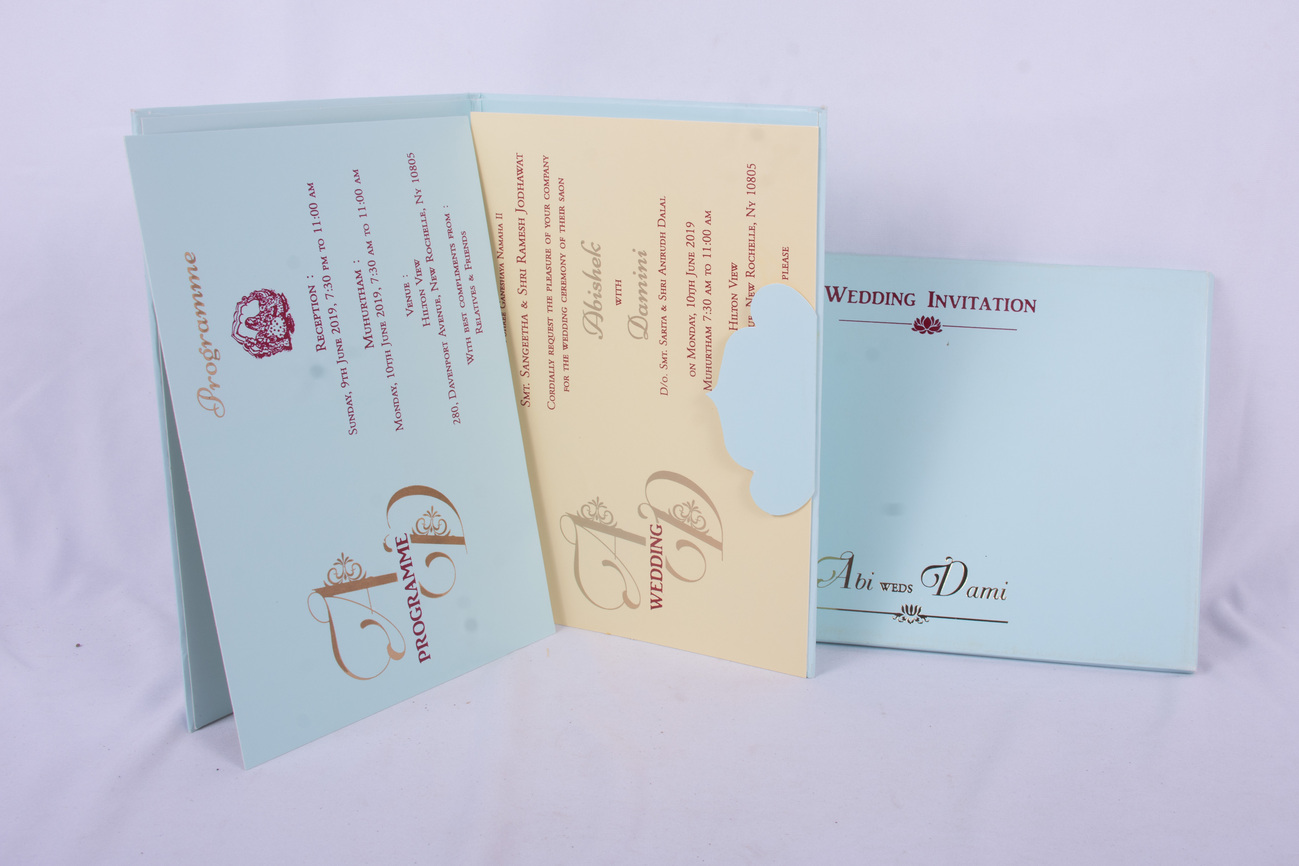 Programme
Reception :
Sunday, 9th June 2019, 7:30 pm to 11:00 am
Muhurtham :
Monday, 10th June 2019, 7:30 am to 11:00 am
Venue :
Hilton View
280, Davenport Avenue, New Rochelle, Ny 10805
With best compliments from :
Relatives & Friends
A D
PROGRAMME
Ganeshaya Namaha II
Smt. Sangeetha & Shri Ramesh Jodhawat
Cordially request the pleasure of your company
for the wedding ceremony of their saon
Abishek
with
Damini
D/o. Smt. Sarita & Shri Anirudh Dalal
on Monday, 10th June 2019
Muhurtham 7:30 am to 11:00 am
Hilton View
New Rochelle, Ny 10805
please
A D
WEDDING
Wedding Invitation
Abi weds Dami